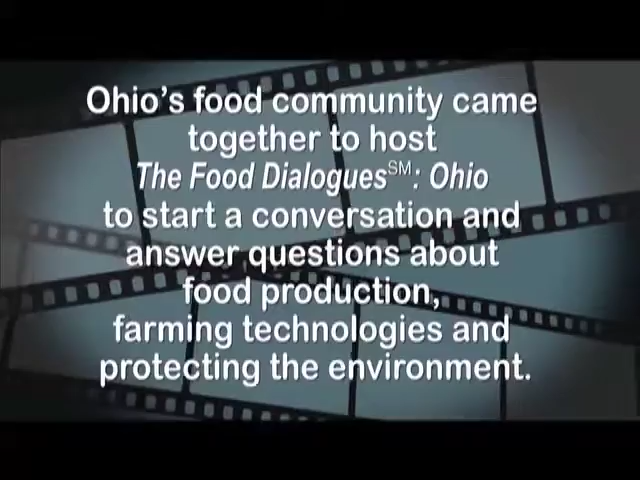 Ohio's food community came
together to host
The Food Dialogues℠: Ohio
to start a conversation and
answer questions about
food production,
farming technologies and
protecting the environment.